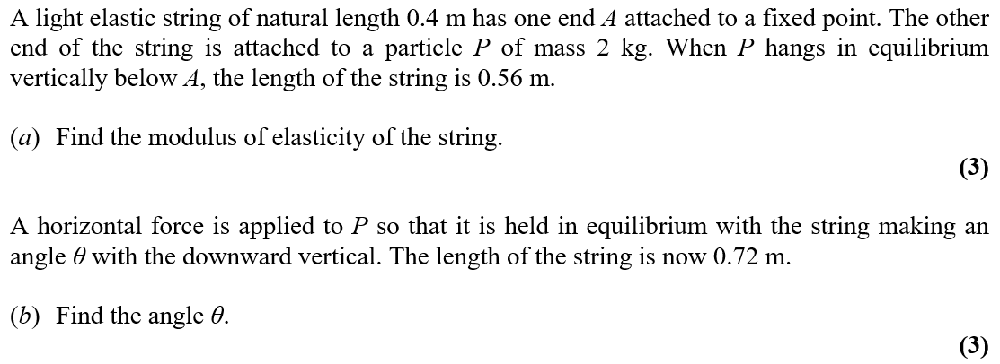 A light elastic string of natural length 0.4 m has one end A attached to a fixed point. The other
end of the string is attached to a particle P of mass 2 kg. When P hangs in equilibrium
vertically below A, the length of the string is 0.56 m.
(a) Find the modulus of elasticity of the string.
(3)
A horizontal force is applied to P so that it is held in equilibrium with the string making an
angle θ with the downward vertical. The length of the string is now 0.72 m.
(b) Find the angle θ.
(3)